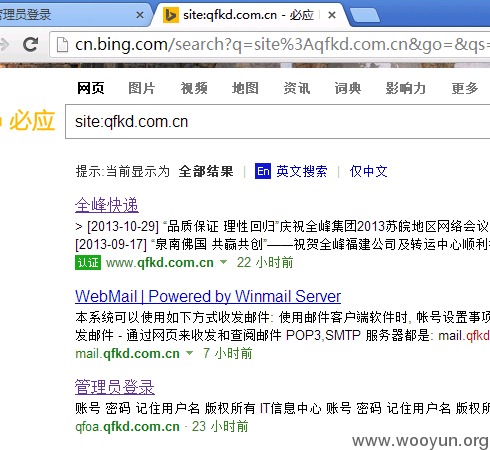 管理员登录
site:qfkd.com.cn - 必应
cn.bing.com/search?q=site%3Aqfkd.com.cn&go=&qs=
网页 图片 视频 地图 资讯 词典 影响力 更多
必应
site:qfkd.com.cn
提示:当前显示为 全部结果 | En 英文搜索 | 仅中文
全峰快递
> [2013-10-29] “品质保证 理性回归”庆祝全峰集团2013苏皖地区网络会议
[2013-09-17] “泉南佛国 共赢共创”——祝贺全峰福建公司及转运中心顺利
认证 www.qfkd.com.cn 22 小时前
WebMail | Powered by Winmail Server
本系统可以使用如下方式收发邮件: 使用邮件客户端软件时, 帐号设置事项
发邮件 - 通过网页来收发和查阅邮件 POP3,SMTP 服务器都是: mail.qfkd
mail.qfkd.com.cn 7 小时前
管理员登录
账号 密码 记住用户名 版权所有 IT信息中心 账号 密码 记住用户名 版权所有
qfoa.qfkd.com.cn · 23 小时前
www.wooyun.org